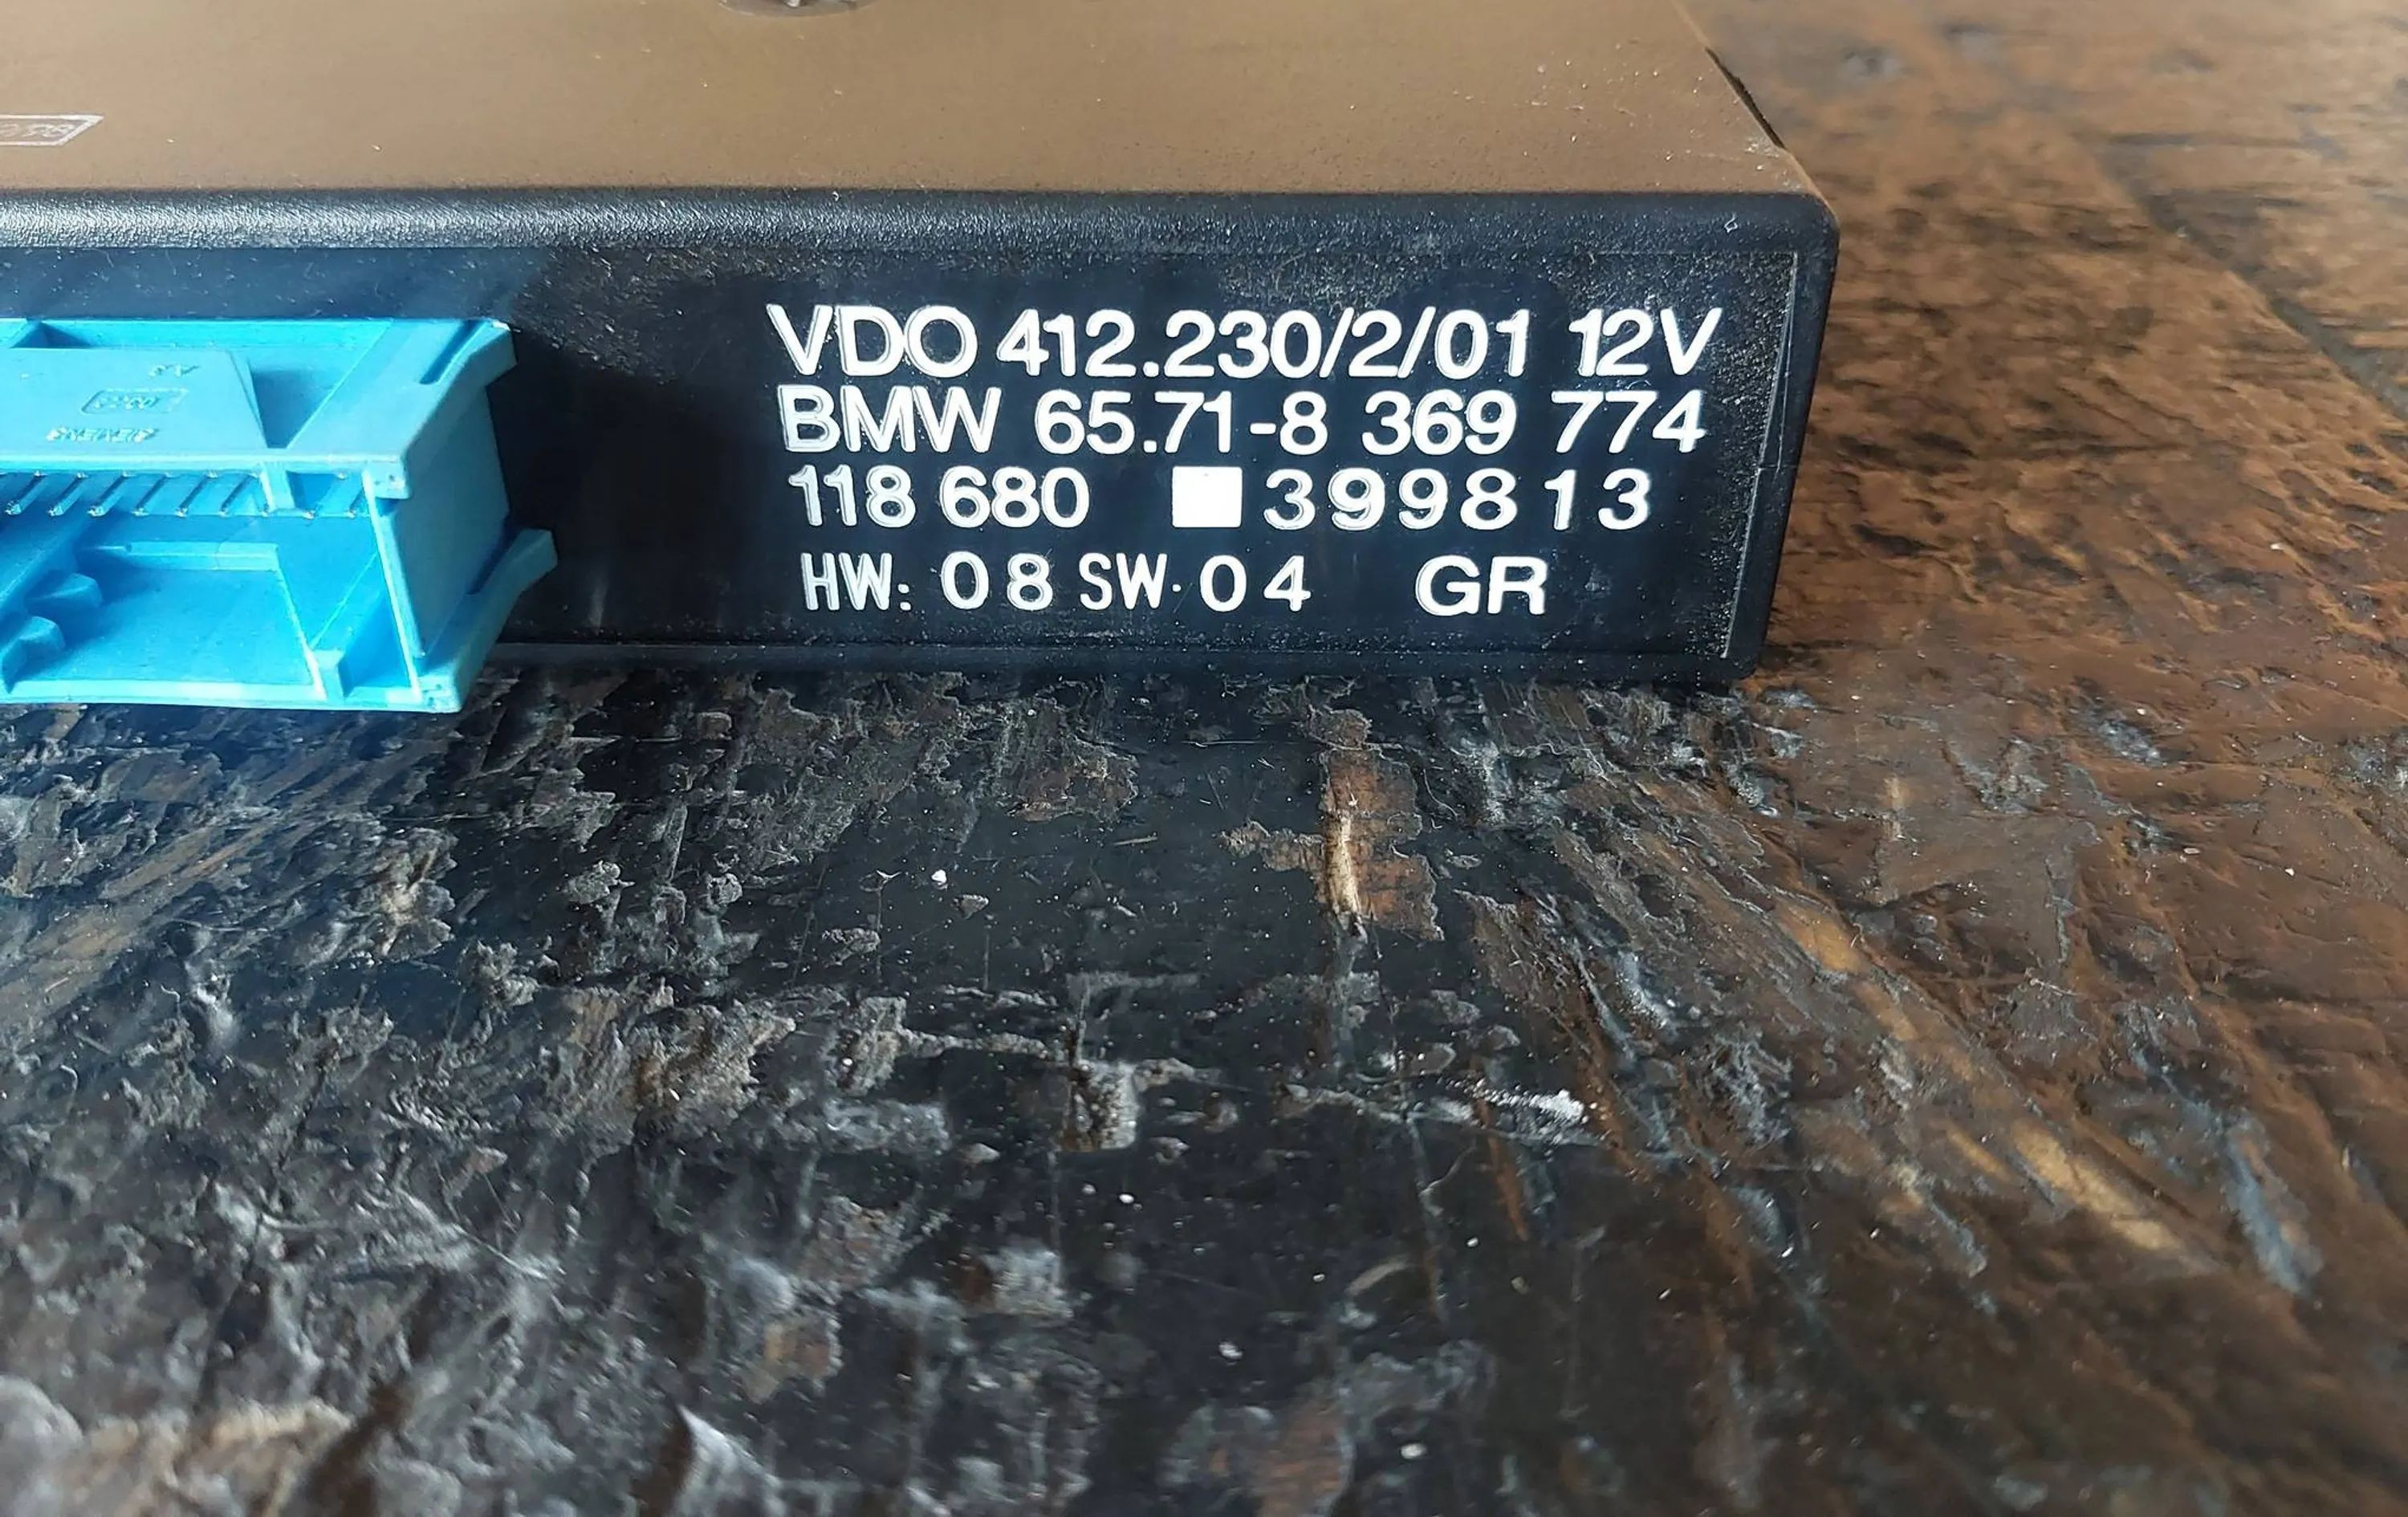 VDO 412.230/2/01 12V
BMW 65.71-8 369 774
118 680 ■399813
HW: 08 SW· 04 GR
SIEMENS